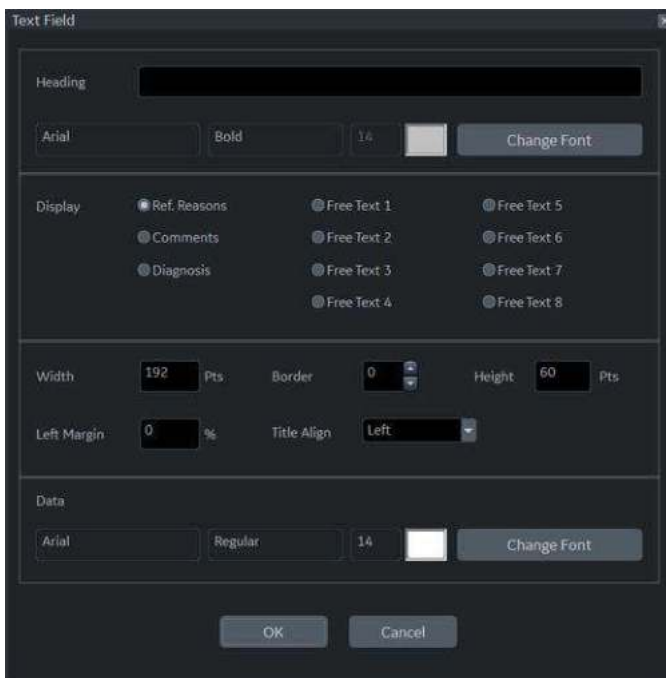 Text Field
Heading
Arial Bold 14 Change Font
Display Ref. Reasons Free Text 1 Free Text 5
Comments Free Text 2 Free Text 6
Diagnosis Free Text 3 Free Text 7
Free Text 4 Free Text 8
Width 192 Pts Border 0 Height 60 Pts
Left Margin 0 % Title Align Left
Data
Arial Regular 14 Change Font
OK Cancel